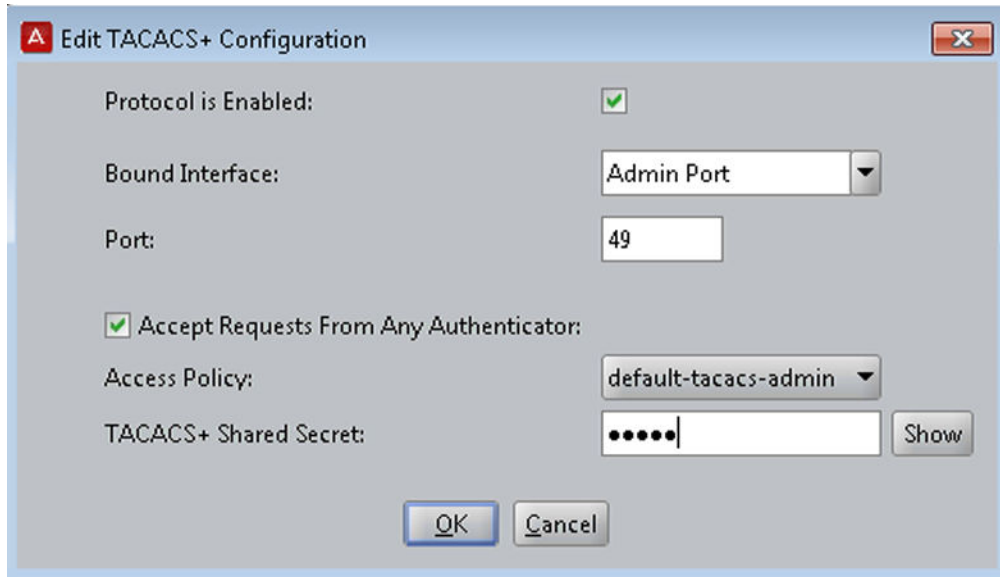 A Edit TACACS+ Configuration
Protocol is Enabled:
Bound Interface: Admin Port
Port: 49
Accept Requests From Any Authenticator:
Access Policy: default-tacacs-admin
TACACS+ Shared Secret: ●●●●● Show
OK Cancel